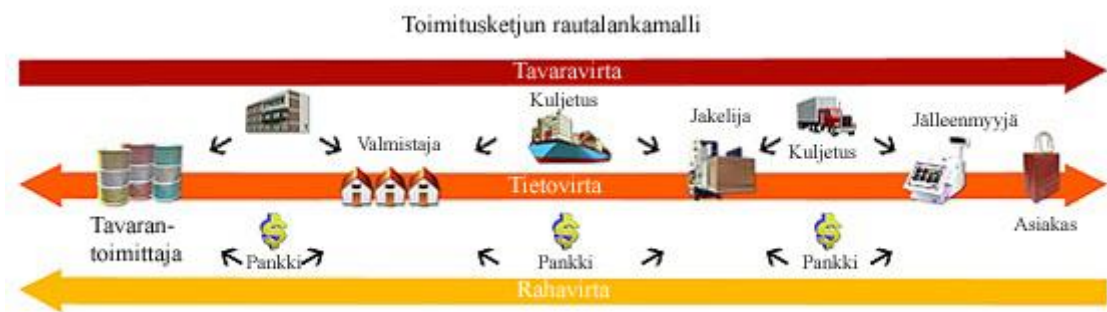 Toimitusketjun rautalankamalli
Tavaravirta
Kuljetus
Jakelija
Valmistaja
Kuljetus
Jälleenmyyjä
Tietovirta
Tavaran-
toimittaja
Asiakas
Pankki
Pankki
Pankki
Rahavirta